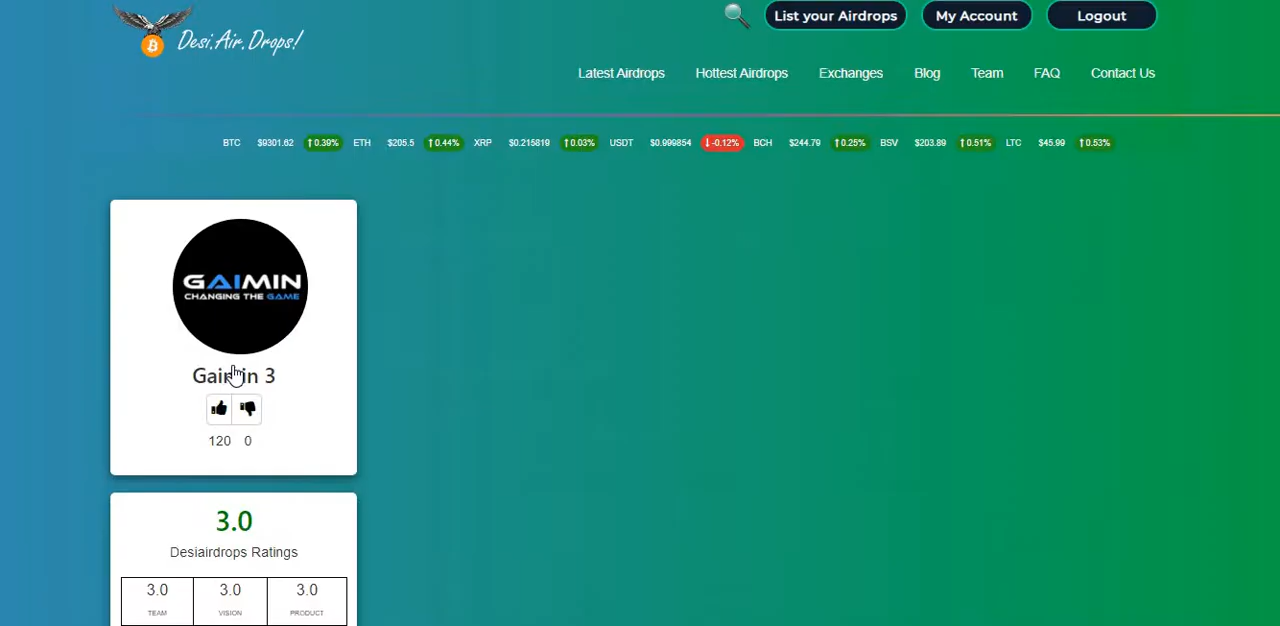 Desi.Air.Drops!
List your Airdrops My Account Logout
Latest Airdrops Hottest Airdrops Exchanges Blog Team FAQ Contact Us
BTC $9301.62 ↑0.39% ETH $205.5 ↑0.44% XRP $0.215819 ↑0.03% USDT $0.999854 ↓-0.12% BCH $244.79 ↑0.25% BSV $203.89 ↑0.51% LTC $45.99 ↑0.53%
GAIMIN
CHANGING THE GAME
Gaimin 3
120 0
3.0
Desiairdrops Ratings
3.0 3.0 3.0
TEAM VISION PRODUCT